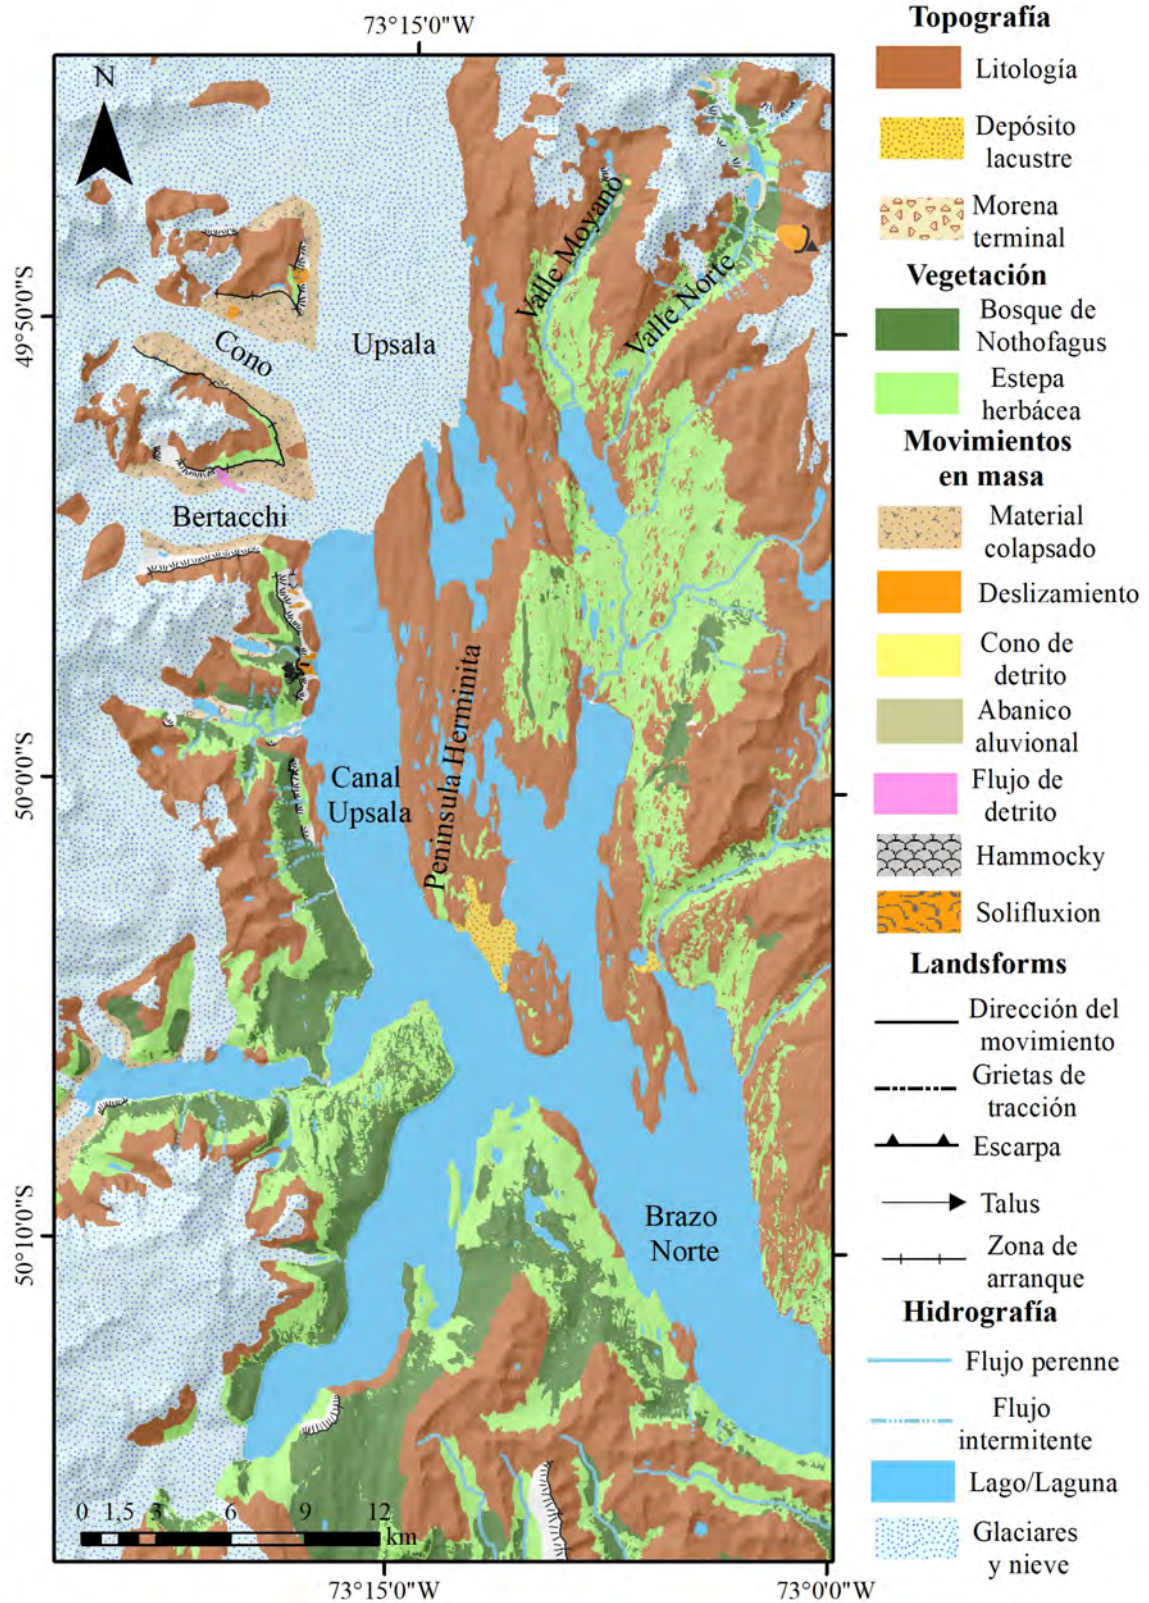 73°15'0"W
N
49°50'0"S
50°0'0"S
50°10'0"S
Valle Moyano
Valle Norte
Upsala
Cono
Bertacchi
Peninsula Herminita
Canal
Upsala
Brazo
Norte
0 1,5 3 6 9 12
km
73°15'0"W
73°0'0"W
Topografía
Litología
Depósito
lacustre
Morena
terminal
Vegetación
Bosque de
Nothofagus
Estepa
herbácea
Movimientos
en masa
Material
colapsado
Deslizamiento
Cono de
detrito
Abanico
aluvional
Flujo de
detrito
Hammocky
Solifluxion
Landsforms
Dirección del
movimiento
Grietas de
tracción
Escarpa
Talus
Zona de
arranque
Hidrografía
Flujo perenne
Flujo
intermitente
Lago/Laguna
Glaciares
y nieve